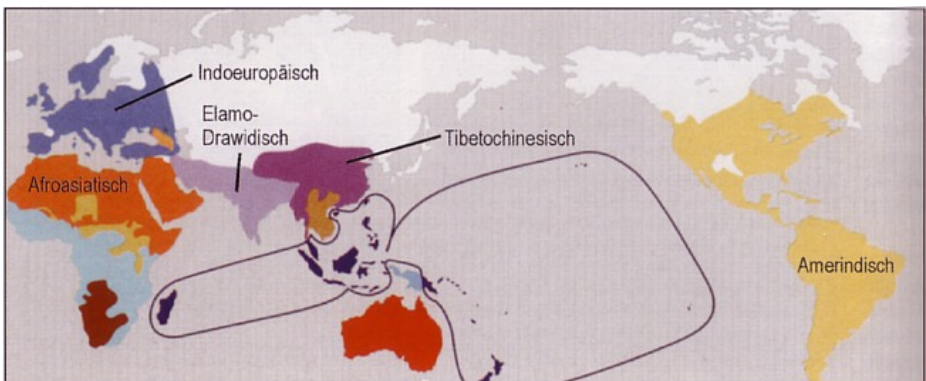 Indoeuropäisch
Elamo-
Drawidisch
Tibetochinesisch
Afroasiatisch
Amerindisch